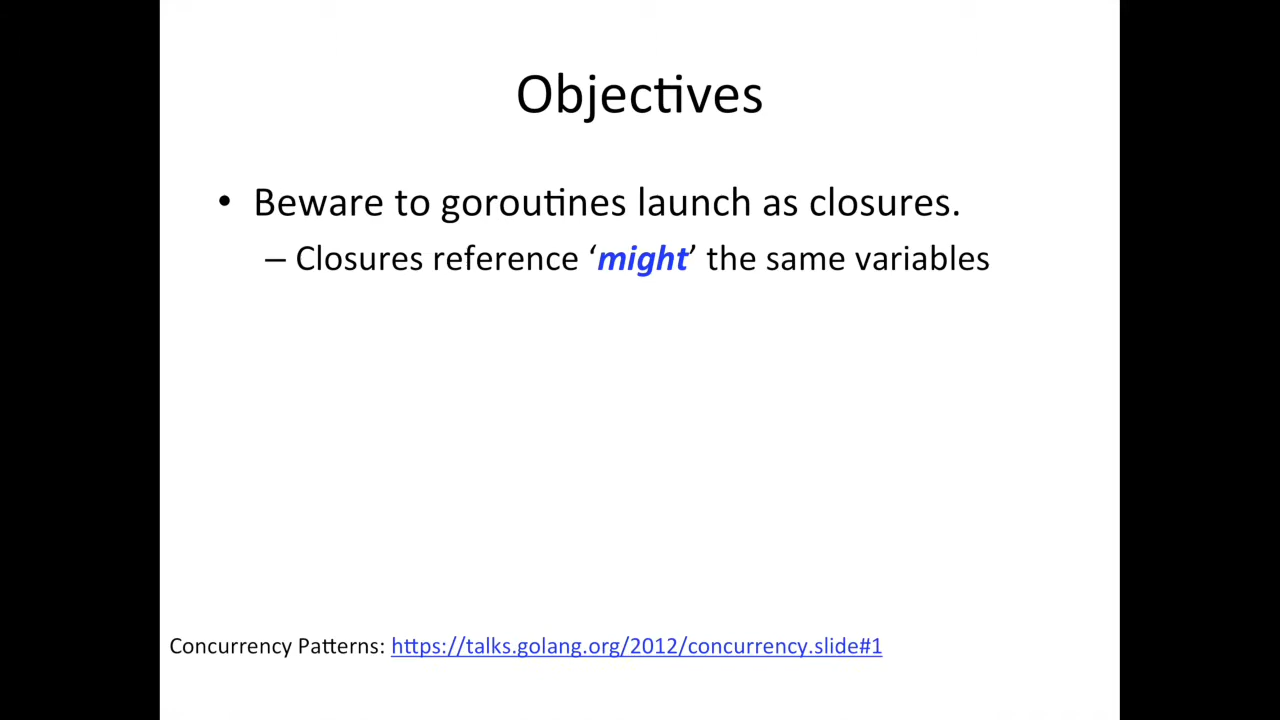 Objectives
• Beware to goroutines launch as closures.
– Closures reference ‘might’ the same variables
Concurrency Patterns: https://talks.golang.org/2012/concurrency.slide#1